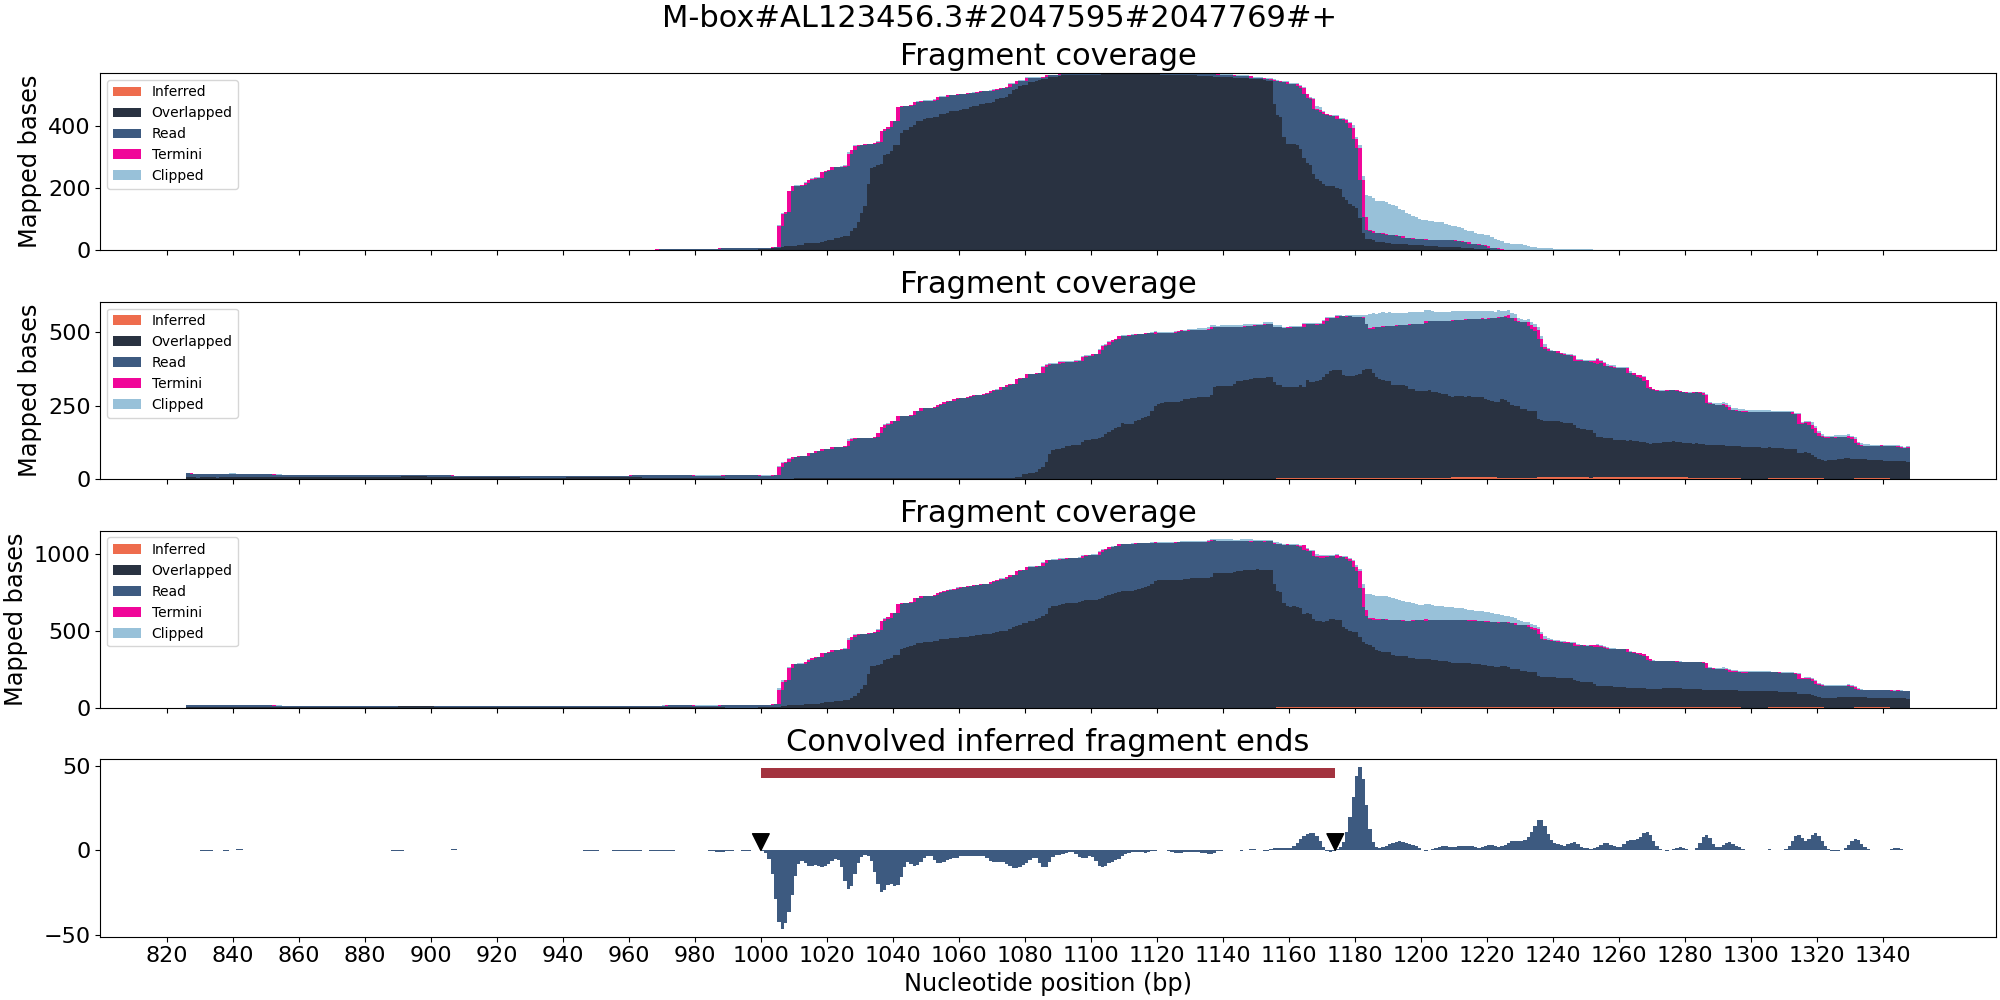 M-box#AL123456.3#2047595#2047769#+
Fragment coverage
Mapped bases
400
200
0
Inferred
Overlapped
Read
Termini
Clipped
Fragment coverage
Mapped bases
500
250
0
Inferred
Overlapped
Read
Termini
Clipped
Fragment coverage
Mapped bases
1000
500
0
Inferred
Overlapped
Read
Termini
Clipped
Convolved inferred fragment ends
50
0
−50
820 840 860 880 900 920 940 960 980 1000 1020 1040 1060 1080 1100 1120 1140 1160 1180 1200 1220 1240 1260 1280 1300 1320 1340
Nucleotide position (bp)